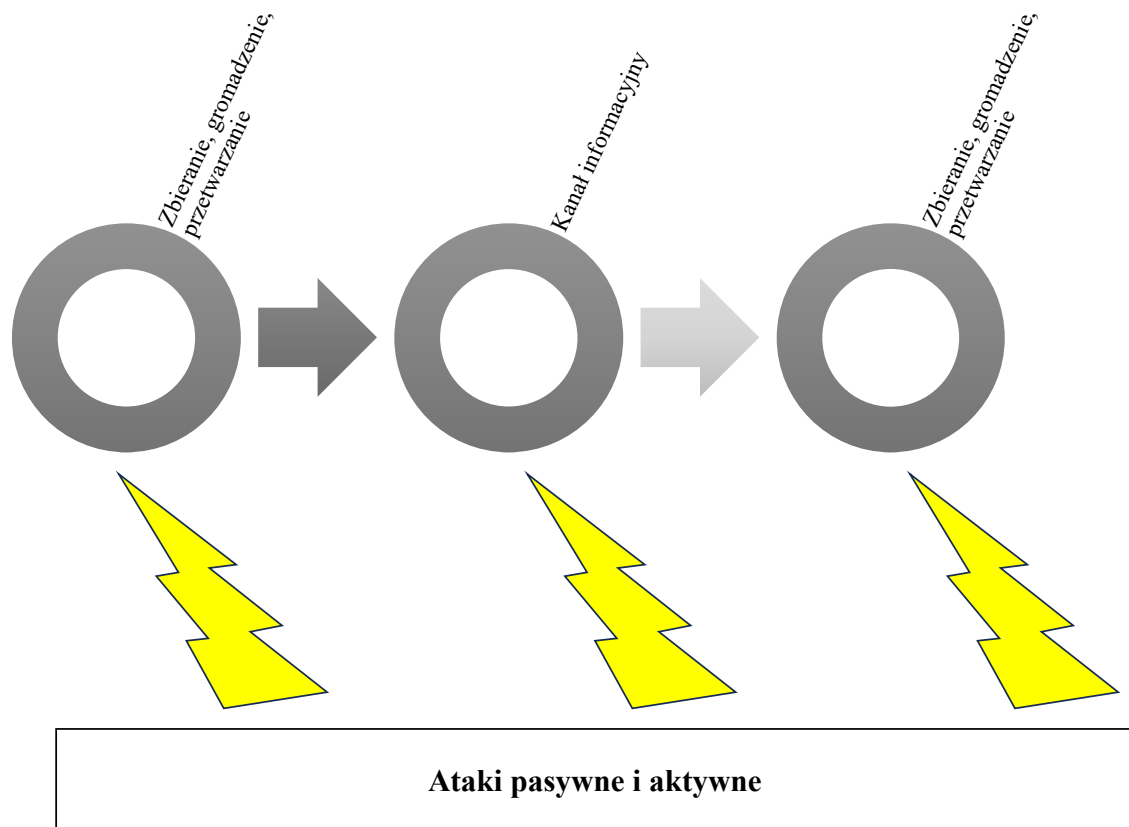 Zbieranie, gromadzenie,
przetwarzanie
Kanał informacyjny
Zbieranie, gromadzenie,
przetwarzanie
Ataki pasywne i aktywne